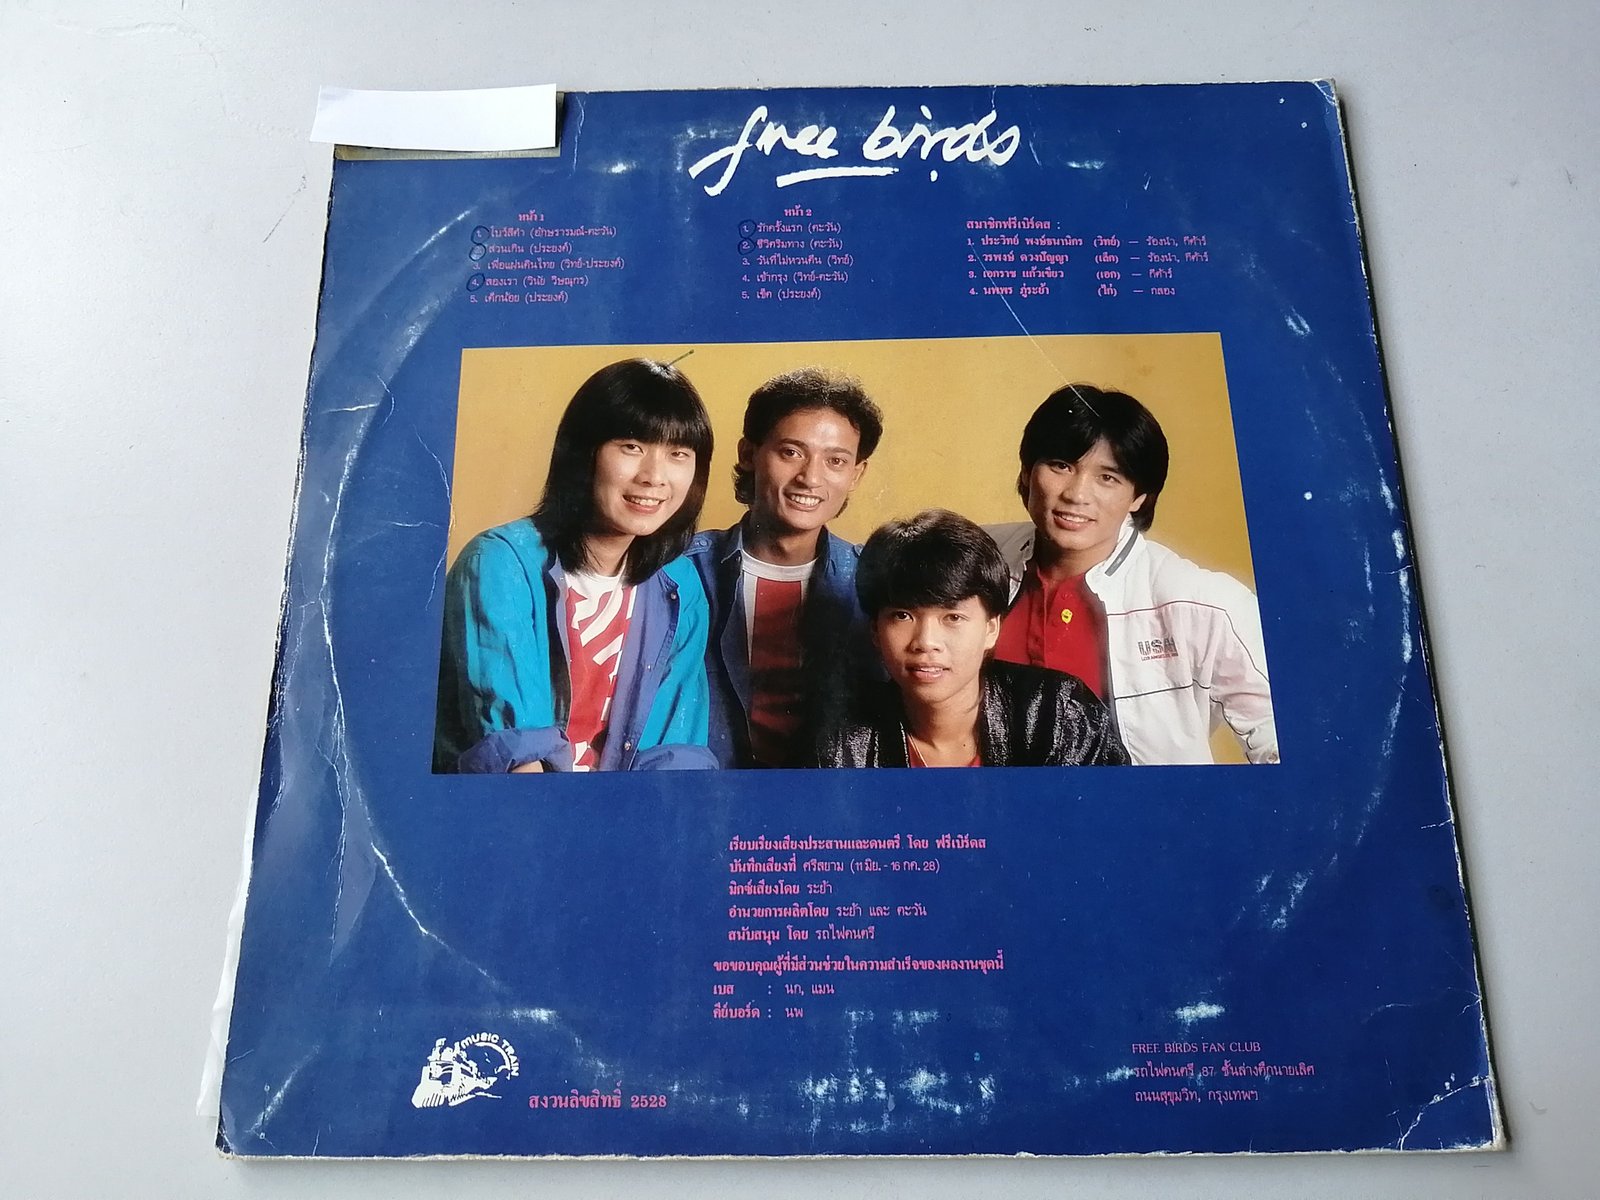 free birds
หน้า 1
1. โบว์สีดำ (อักษรารมณ์-ตะวัน)
2. ส่วนเกิน (ประยงค์)
3. เพื่อแผ่นดินไทย (วิทย์-ประยงค์)
4. สองเรา (วินัย วิษณุกร)
5. เด็กน้อย (ประยงค์)
หน้า 2
1. รักครั้งแรก (ตะวัน)
2. ชีวิตริมทาง (ตะวัน)
3. วันที่ไม่หวนคืน (วิทย์)
4. เข้ากรุง (วิทย์-ตะวัน)
5. เช็ค (ประยงค์)
สมาชิกฟรีเบิร์ดส :
1. ประวิทย์ พงษ์ธนานิกร (วิทย์) — ร้องนำ, กีต้าร์
2. วรพงษ์ ดวงปัญญา (เล็ก) — ร้องนำ, กีต้าร์
3. เอกราช แก้วเขียว (เอก) — กีต้าร์
4. นพพร ภู่ระย้า (ไก่) — กลอง
USA
เรียบเรียงเสียงประสานและดนตรี โดย ฟรีเบิร์ดส
บันทึกเสียงที่ ศรีสยาม (11 มิย. - 16 กค. 28)
มิกซ์เสียงโดย ระย้า
อำนวยการผลิตโดย ระย้า และ ตะวัน
สนับสนุน โดย รถไฟดนตรี
ขอขอบคุณผู้ที่มีส่วนช่วยในความสำเร็จของผลงานชุดนี้
เบส : นก, แมน
คีย์บอร์ด : นพ
MUSIC TRAIN
สงวนลิขสิทธิ์ 2528
FREE BIRDS FAN CLUB
รถไฟดนตรี 87 ชั้นล่างตึกนายเลิศ
ถนนสุขุมวิท, กรุงเทพฯ